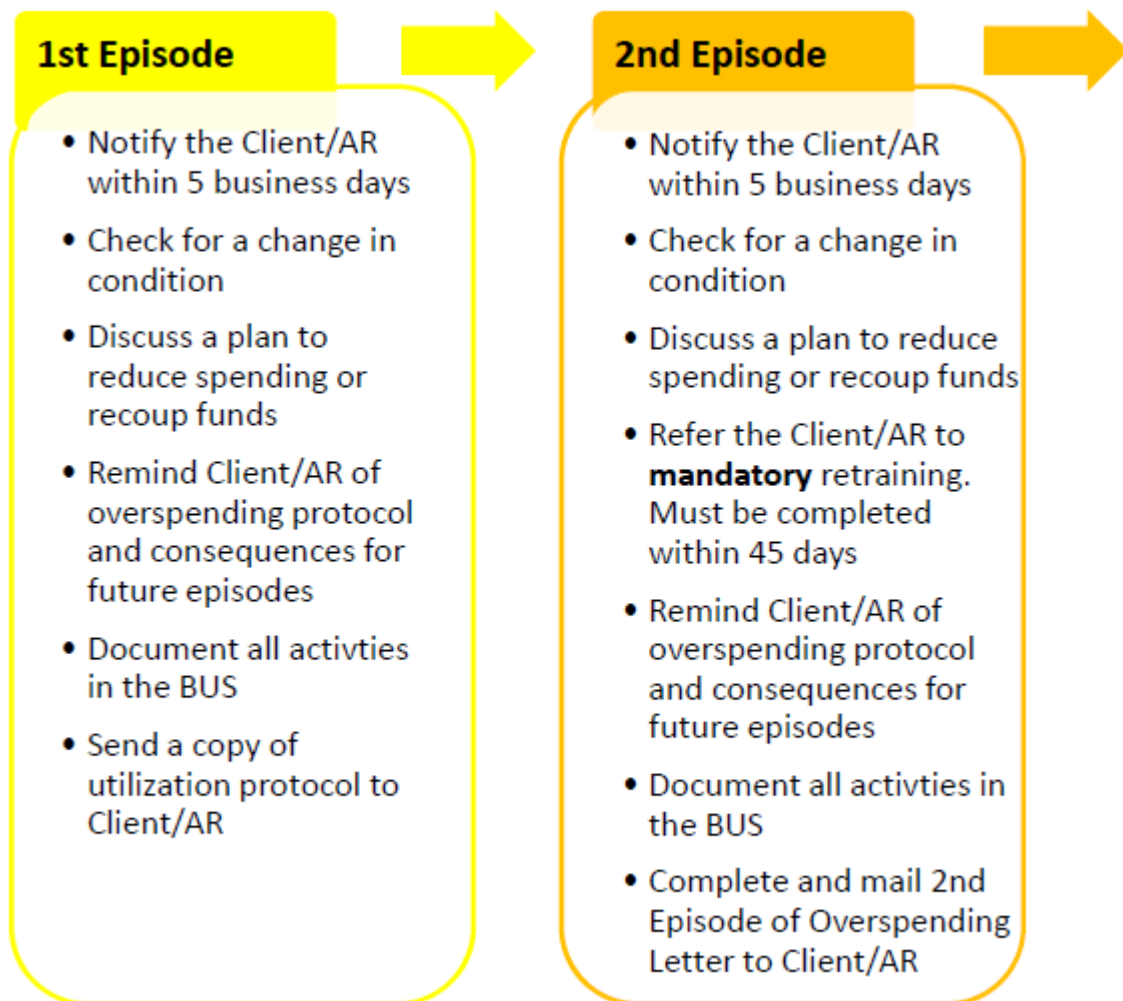 1st Episode
• Notify the Client/AR
within 5 business days
• Check for a change in
condition
• Discuss a plan to
reduce spending or
recoup funds
• Remind Client/AR of
overspending protocol
and consequences for
future episodes
• Document all activties
in the BUS
• Send a copy of
utilization protocol to
Client/AR
2nd Episode
• Notify the Client/AR
within 5 business days
• Check for a change in
condition
• Discuss a plan to reduce
spending or recoup funds
• Refer the Client/AR to
mandatory retraining.
Must be completed
within 45 days
• Remind Client/AR of
overspending protocol
and consequences for
future episodes
• Document all activties in
the BUS
• Complete and mail 2nd
Episode of Overspending
Letter to Client/AR